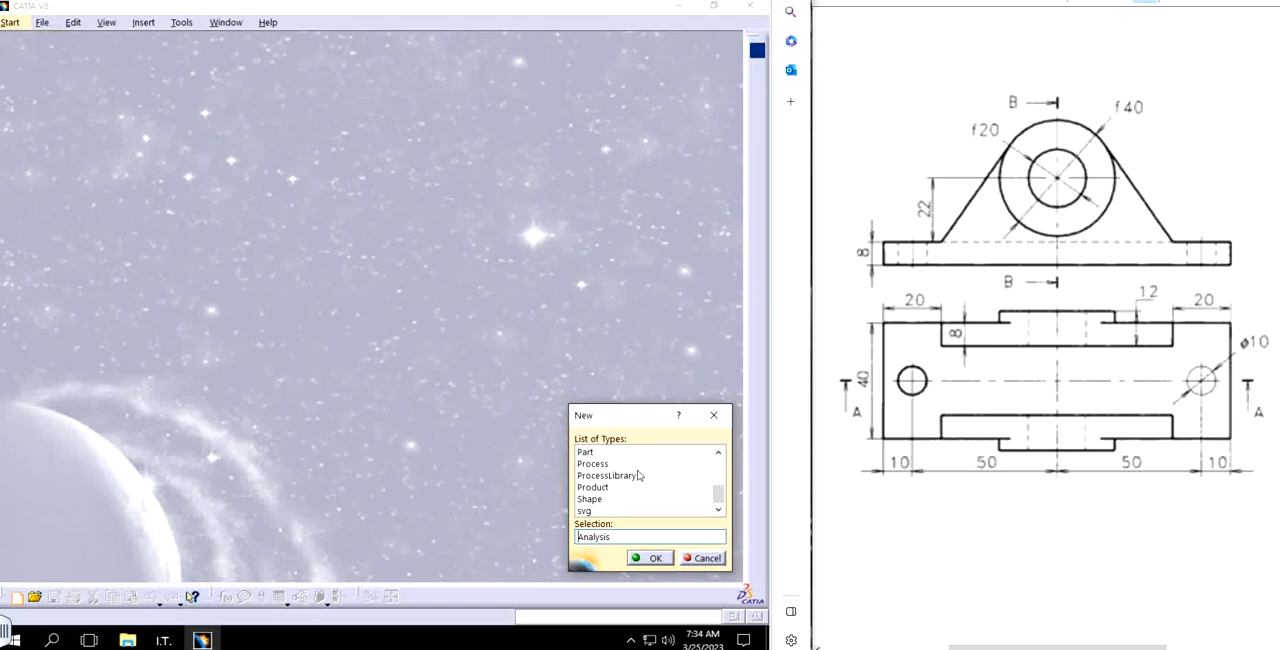 CATIA V5
Start File Edit View Insert Tools Window Help
New ?
List of Types:
Part
Process
ProcessLibrary
Product
Shape
svg
Selection:
Analysis
OK Cancel
CATIA
I.T.
7:34 AM
3/25/2023
B
f40
f20
22
8
B
20 12 20
8
40
ø10
A A
10 50 50 10